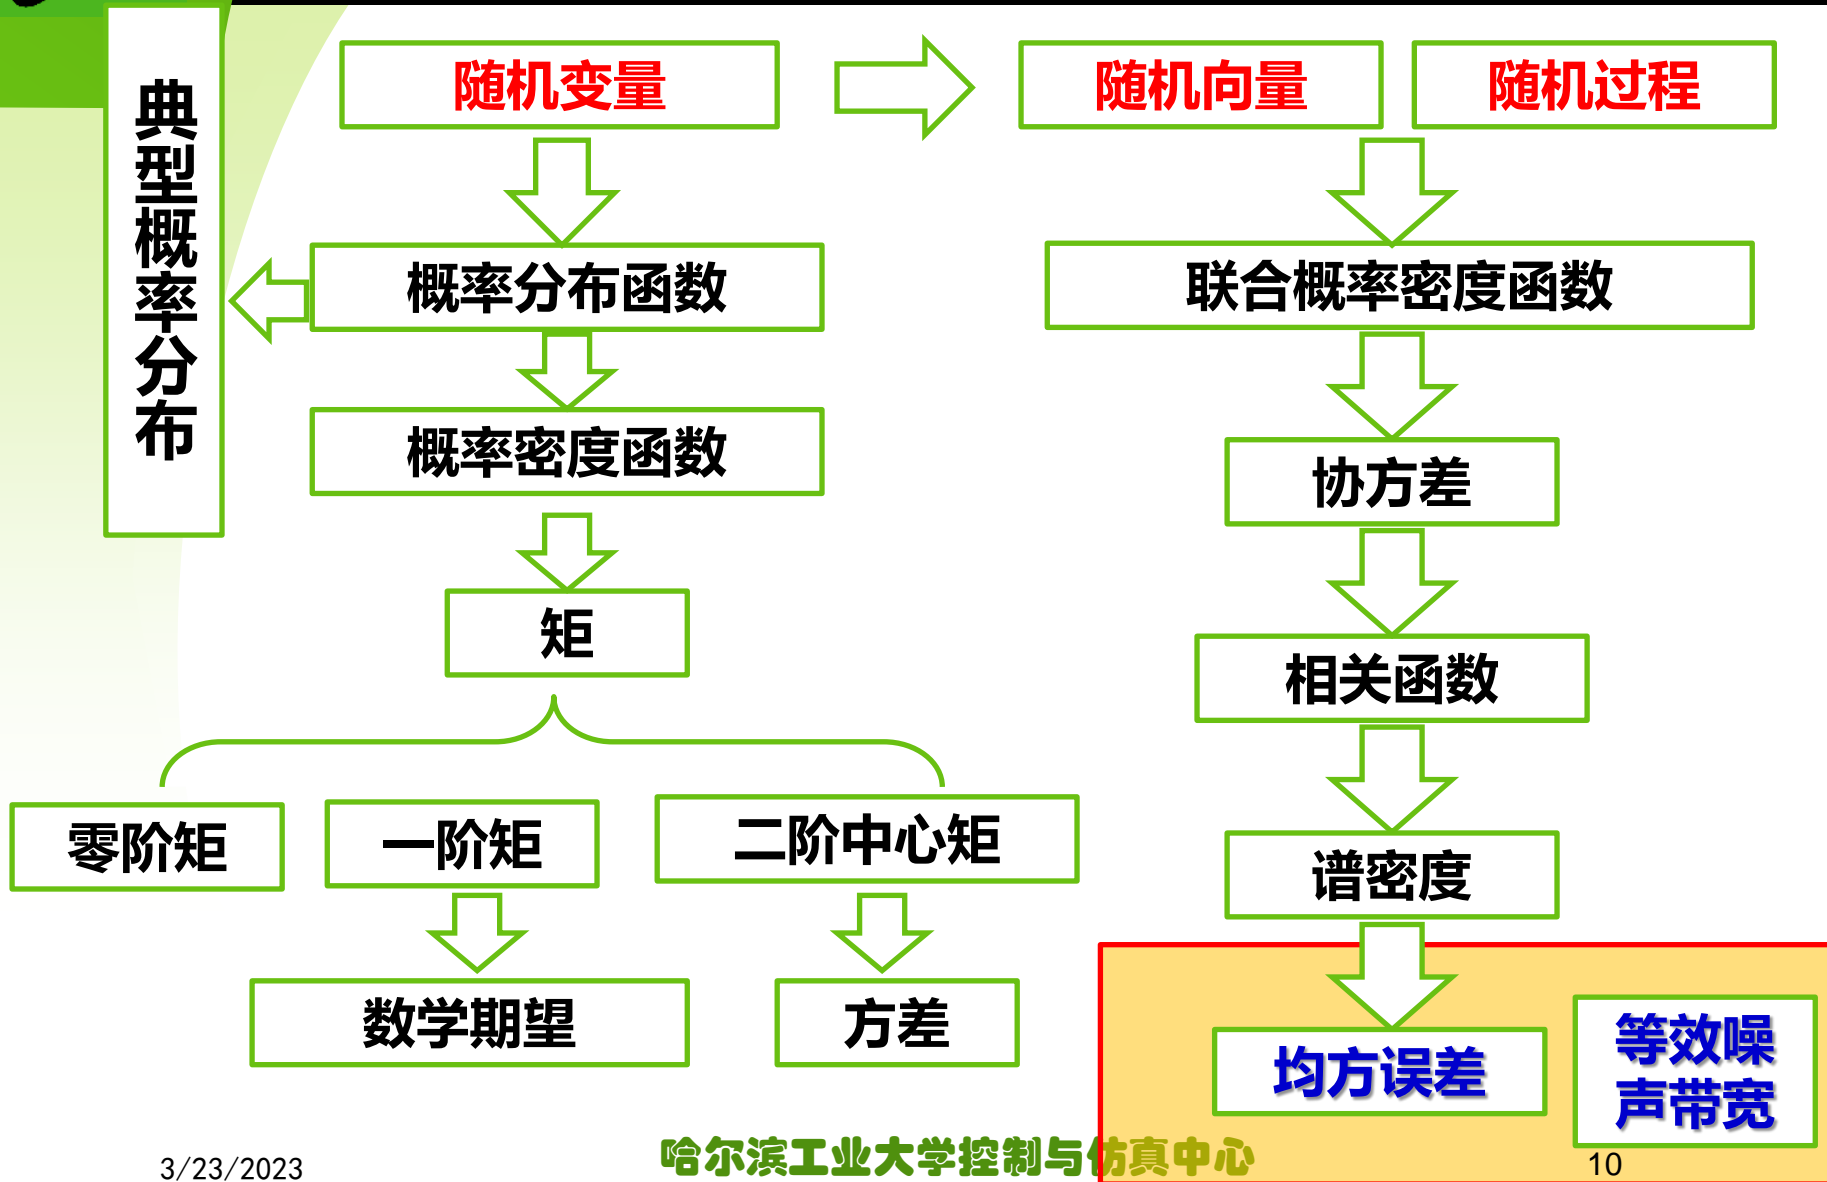 典型概率分布
随机变量
随机向量
随机过程
概率分布函数
联合概率密度函数
概率密度函数
协方差
矩
相关函数
零阶矩
一阶矩
二阶中心矩
谱密度
数学期望
方差
均方误差
等效噪
声带宽
哈尔滨工业大学控制与仿真中心
3/23/2023
10